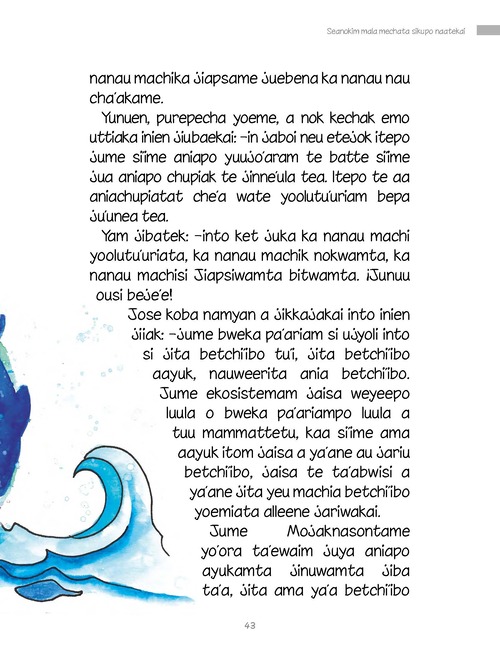 Seanokim mala mechata sikupo naatekai
nanau machika jiapsame juebena ka nanau nau
cha'akame.
Yunuen, purepecha yoeme, a nok kechak emo
uttiaka inien jiubaekai: –in jaboi neu etejok itepo
jume siime aniapo yuujo'aram te batte siime
jua aniapo chupiak te jinne'ula tea. Itepo te aa
aniachupiatat che'a wate yoolutu'uriam bepa
ju'unea tea.
Yam jibatek: –into ket juka ka nanau machi
yoolutu'uriata, ka nanau machik nokwamta, ka
nanau machisi Jiapsiwamta bitwamta. ¡Junuu
ousi beje'e!
Jose koba namyan a jikkajakai into inien
jiiak: –Jume bweka pa'ariam si ujyoli into
si jita betchi'ibo tu'i, jita betchi'ibo
aayuk, nauweerita ania betchi'ibo.
Jume ekosistemam jaisa weyeepo
luula o bweka pa'ariampo luula a
tuu mammattetu, kaa siime ama
aayuk itom jaisa a ya'ane au jariu
betchi'ibo, jaisa te ta'abwisi a
ya'ane jita yeu machia betchi'ibo
yoemiata alleene jariwakai.
Jume Mojaknasontame
yo'ora ta'ewaim juya aniapo
ayukamta jinuwamta jiba
ta'a, jita ama ya'a betchi'ibo
43